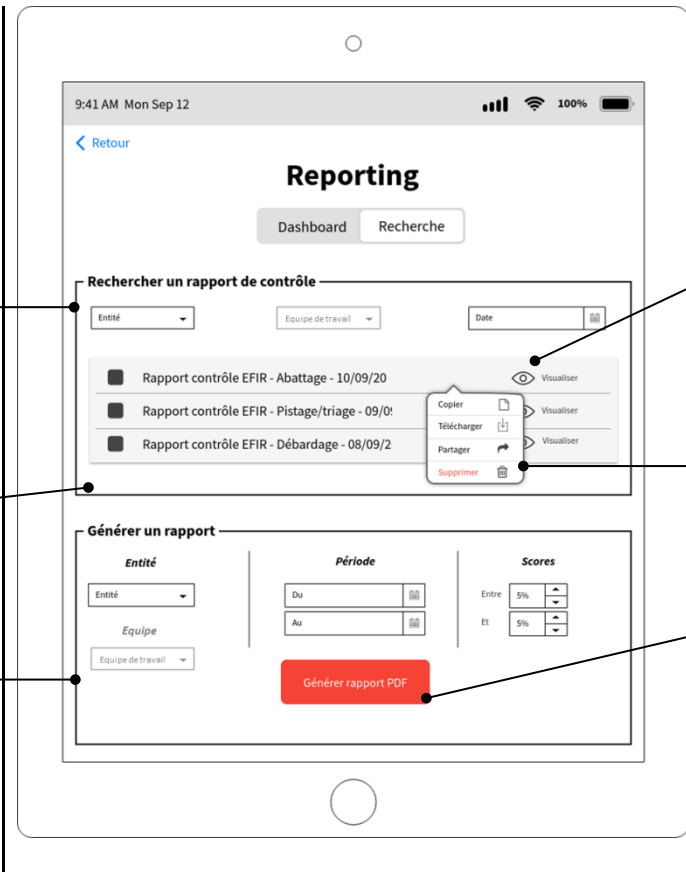 9:41 AM Mon Sep 12 100%
Retour
Reporting
Dashboard Recherche
Rechercher un rapport de contrôle
Entité Equipe de travail Date
Rapport contrôle EFIR - Abattage - 10/09/20 Visualiser
Copier
Rapport contrôle EFIR - Pistage/triage - 09/09 Visualiser
Télécharger
Rapport contrôle EFIR - Débardage - 08/09/2 Visualiser
Partager
Supprimer
Générer un rapport
Entité Période Scores
Entité Du Entre 5%
Au Et 5%
Equipe
Equipe de travail
Générer rapport PDF